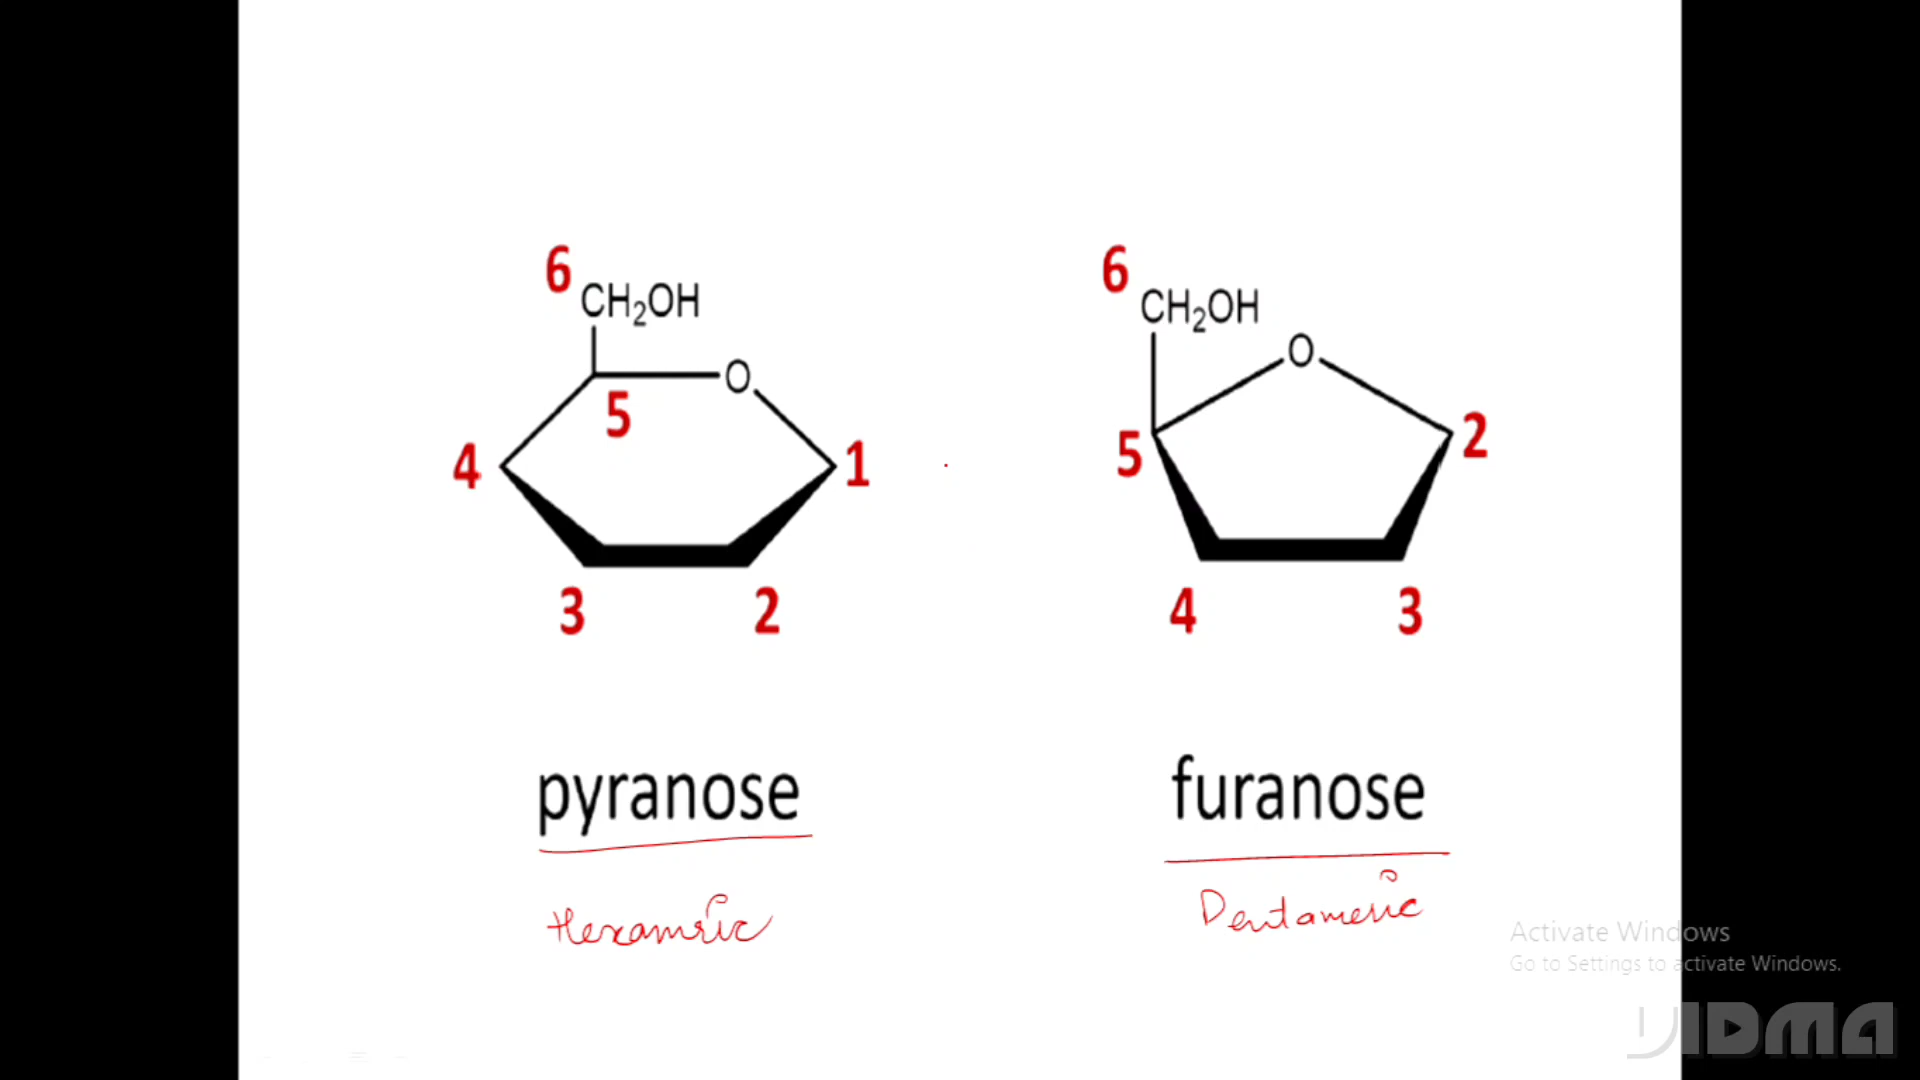 6
CH₂OH
O
5
4
1
3
2
pyranose
Hexamric
6
CH₂OH
O
5
2
4
3
furanose
Pentameric
Activate Windows
Go to Settings to activate Windows.
VIDMA